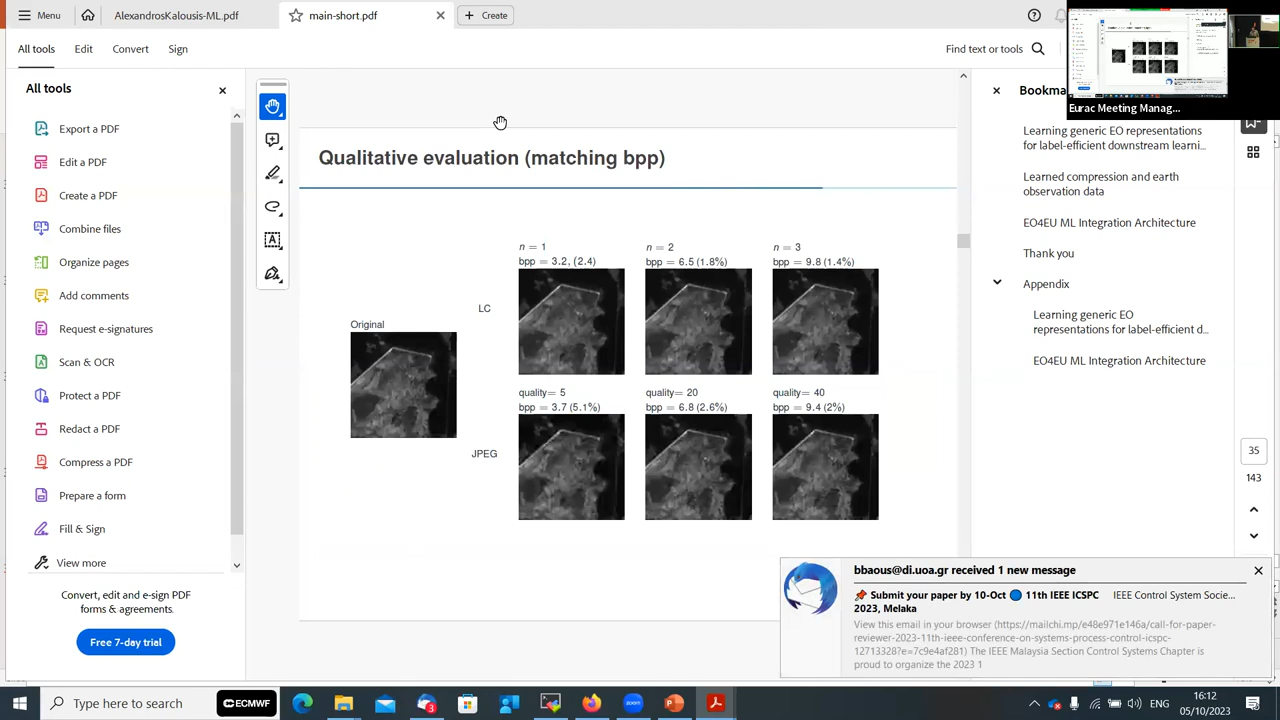 Menu
AlexandrosKalousis-ML.pdf
main-short.p
All tools
Edit
Convert
Sign
text or tools
Eurac Meeting Manag...
All tools
Export a PDF
Edit a PDF
Create a PDF
Combine files
Organize pages
Add comments
Request e-signatures
Scan & OCR
Protect a PDF
Redact a PDF
Compress a PDF
Prepare a form
Fill & Sign
View more
Convert, edit and e-sign PDF
forms & agreements
Free 7-day trial
Qualitative evaluation (matching bpp)
Original
LC
n = 1
bpp = 3.2, (2.4)
n = 2
bpp = 6.5 (1.8%)
n = 3
bpp = 9.8 (1.4%)
JPEG
quality= 5
bpp = 3.7 (5.1%)
quality= 20
bpp = 6.8 (2.6%)
quality= 40
bpp = 9.4 (2%)
Bookma
Learning generic EO representations
for label-efficient downstream learni...
Learned compression and earth
observation data
EO4EU ML Integration Architecture
Thank you
Appendix
Learning generic EO
representations for label-efficient d...
EO4EU ML Integration Architecture
35
143
bbaous@di.uoa.gr received 1 new message
Submit your paper by 10-Oct 11th IEEE ICSPC IEEE Control System Socie...
2023, Melaka
View this email in your browser (https://mailchi.mp/e48e971e146a/call-for-paper-
reviewer-2023-11th-ieee-conference-on-systems-process-control-icspc-
12713328?e=7c9e4af281) The IEEE Malaysia Section Control Systems Chapter is
proud to organize the 2023 1
Type here to search
ECMWF
zoom
ENG
16:12
05/10/2023